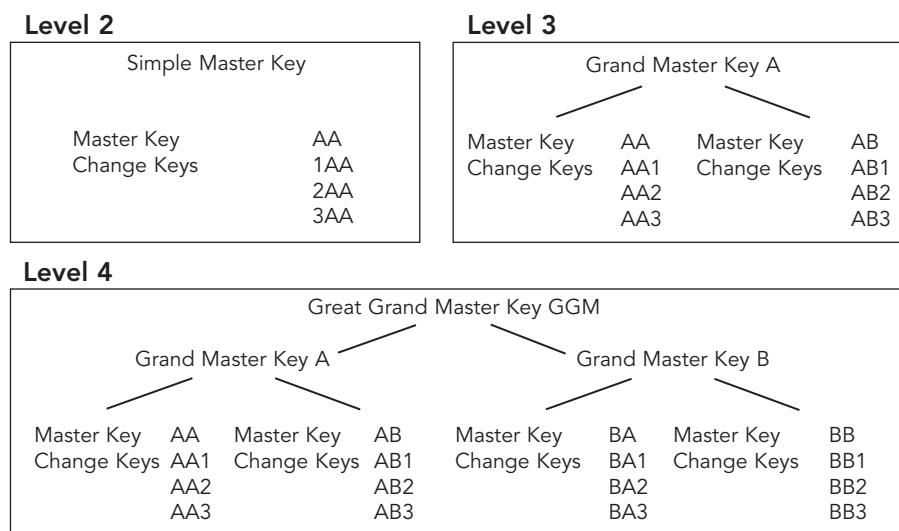 Level 2
Simple Master Key
Master Key AA
Change Keys 1AA
2AA
3AA
Level 3
Grand Master Key A
Master Key AA Master Key AB
Change Keys AA1 Change Keys AB1
AA2 AB2
AA3 AB3
Level 4
Great Grand Master Key GGM
Grand Master Key A Grand Master Key B
Master Key AA Master Key AB Master Key BA Master Key BB
Change Keys AA1 Change Keys AB1 Change Keys BA1 Change Keys BB1
AA2 AB2 BA2 BB2
AA3 AB3 BA3 BB3